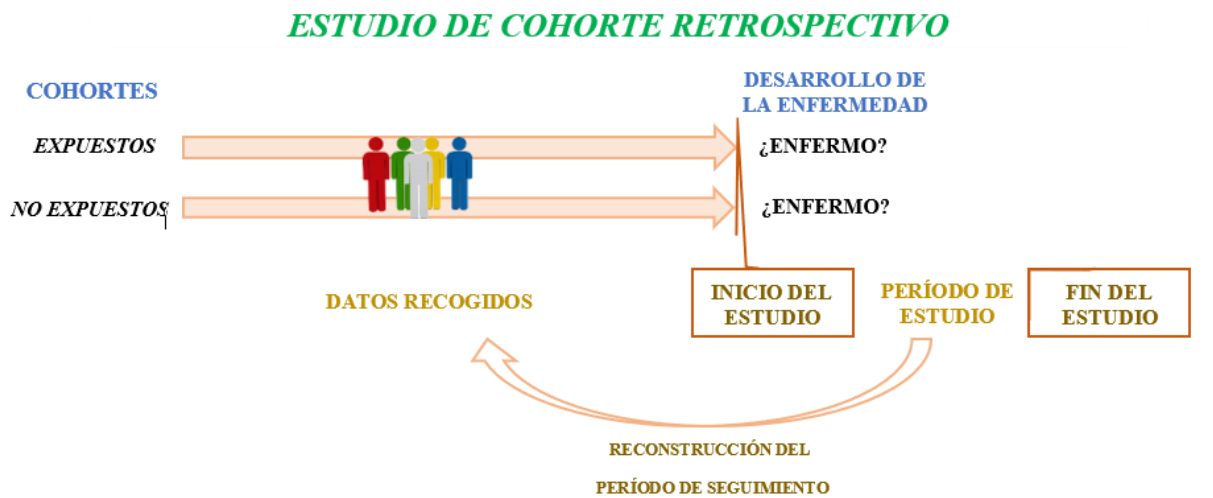 ESTUDIO DE COHORTE RETROSPECTIVO
COHORTES
DESARROLLO DE
LA ENFERMEDAD
EXPUESTOS
¿ENFERMO?
NO EXPUESTOS
¿ENFERMO?
DATOS RECOGIDOS
INICIO DEL
ESTUDIO
PERÍODO DE
ESTUDIO
FIN DEL
ESTUDIO
RECONSTRUCCIÓN DEL
PERÍODO DE SEGUIMIENTO